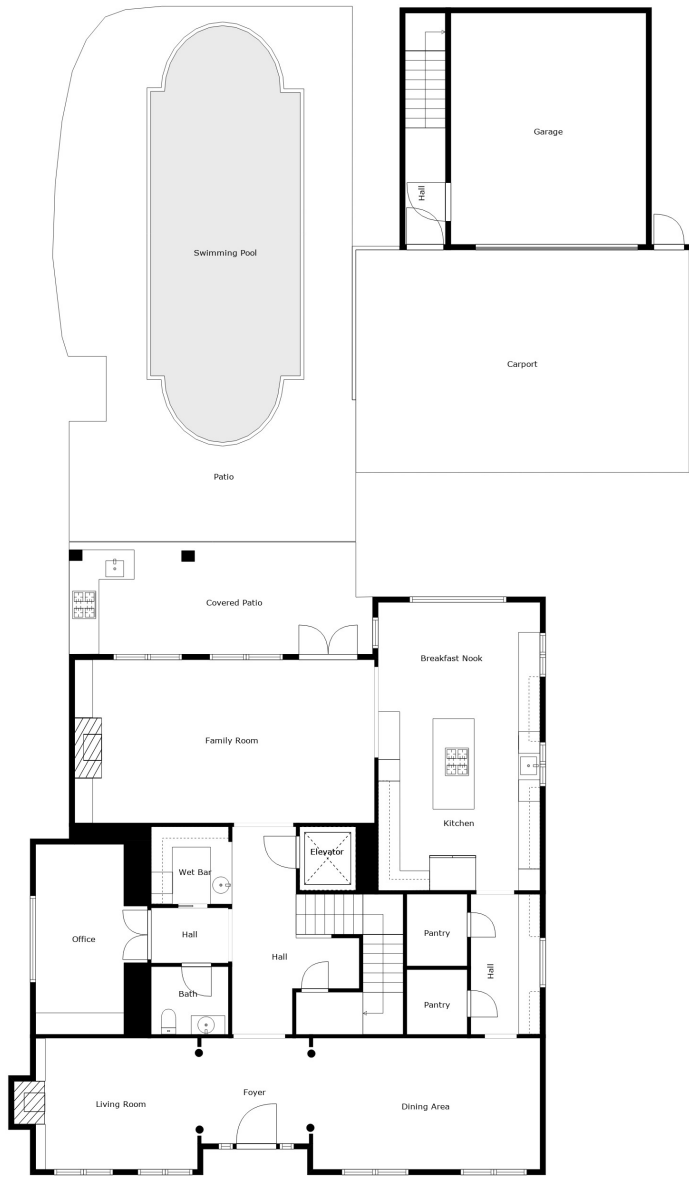 Garage
Hall
Swimming Pool
Carport
Patio
Covered Patio
Breakfast Nook
Family Room
Kitchen
Elevator
Wet Bar
Pantry
Hall
Office
Hall
Hall
Bath
Pantry
Foyer
Living Room
Dining Area